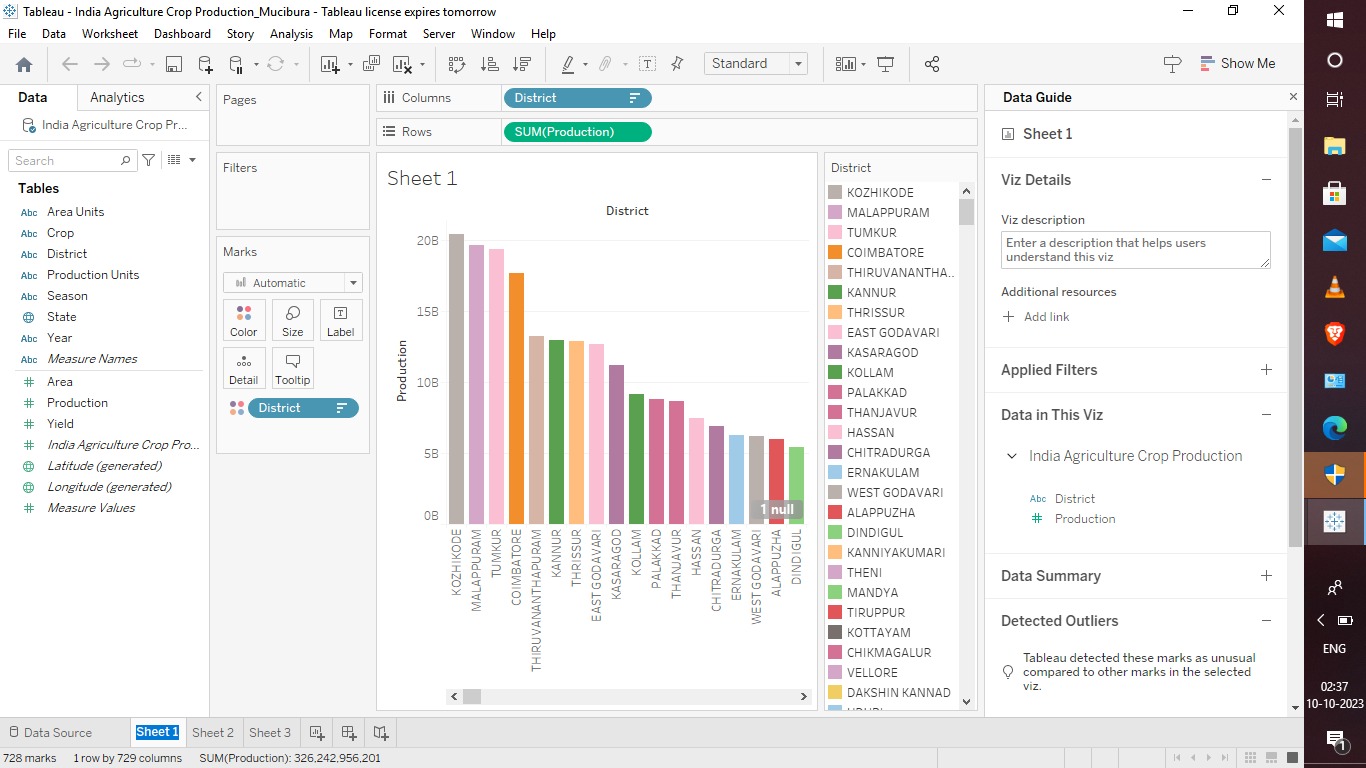 Tableau - India Agriculture Crop Production_Mucibura - Tableau license expires tomorrow
File Data Worksheet Dashboard Story Analysis Map Format Server Window Help
Standard
Show Me
Data Analytics
India Agriculture Crop Pr...
Search
Tables
Abc Area Units
Abc Crop
Abc District
Abc Production Units
Abc Season
State
Abc Year
Abc Measure Names
Area
Production
Yield
India Agriculture Crop Pro...
Latitude (generated)
Longitude (generated)
Measure Values
Pages
Filters
Marks
Automatic
Color Size Label
Detail Tooltip
District
Columns District
Rows SUM(Production)
Sheet 1
District
Production
20B
15B
10B
5B
0B
1 null
KOZHIKODE
MALAPPURAM
TUMKUR
COIMBATORE
THIRUVANANTHAPURAM
KANNUR
THRISSUR
EAST GODAVARI
KASARAGOD
KOLLAM
PALAKKAD
THANJAVUR
HASSAN
CHITRADURGA
ERNAKULAM
WEST GODAVARI
ALAPPUZHA
DINDIGUL
District
KOZHIKODE
MALAPPURAM
TUMKUR
COIMBATORE
THIRUVANANTHA..
KANNUR
THRISSUR
EAST GODAVARI
KASARAGOD
KOLLAM
PALAKKAD
THANJAVUR
HASSAN
CHITRADURGA
ERNAKULAM
WEST GODAVARI
ALAPPUZHA
DINDIGUL
KANNIYAKUMARI
THENI
MANDYA
TIRUPPUR
KOTTAYAM
CHIKMAGALUR
VELLORE
DAKSHIN KANNAD
Data Guide
Sheet 1
Viz Details
Viz description
Enter a description that helps users
understand this viz
Additional resources
Add link
Applied Filters
Data in This Viz
India Agriculture Crop Production
Abc District
Production
Data Summary
Detected Outliers
Tableau detected these marks as unusual
compared to other marks in the selected
viz.
Data Source Sheet 1 Sheet 2 Sheet 3
728 marks 1 row by 729 columns SUM(Production): 326,242,956,201
ENG
02:37
10-10-2023
1